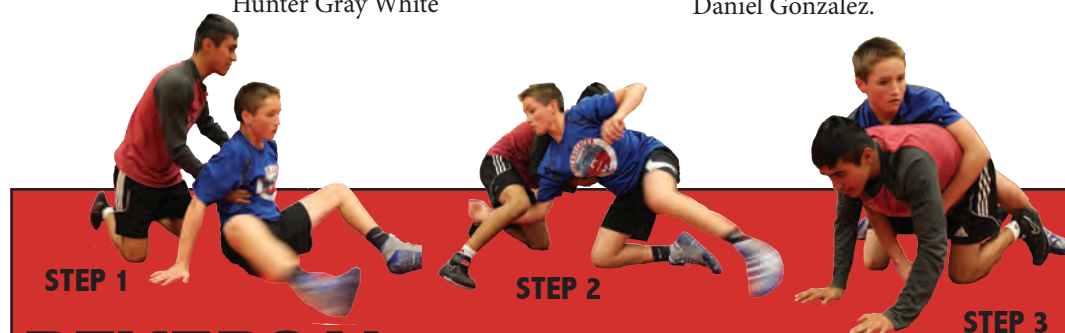 Hunter Gray White
Daniel Gonzalez.
STEP 1
STEP 2
STEP 3